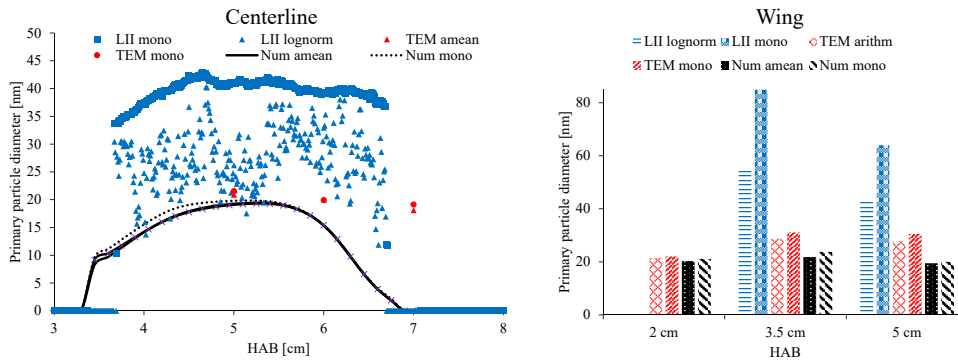 Centerline
LII mono LII lognorm TEM amean
TEM mono Num amean Num mono
Primary particle diameter [nm]
50
45
40
35
30
25
20
15
10
5
0
3 4 5 6 7 8
HAB [cm]
Wing
LII lognorm LII mono TEM arithm
TEM mono Num amean Num mono
Primary particle diameter [nm]
80
60
40
20
0
2 cm 3.5 cm 5 cm
HAB